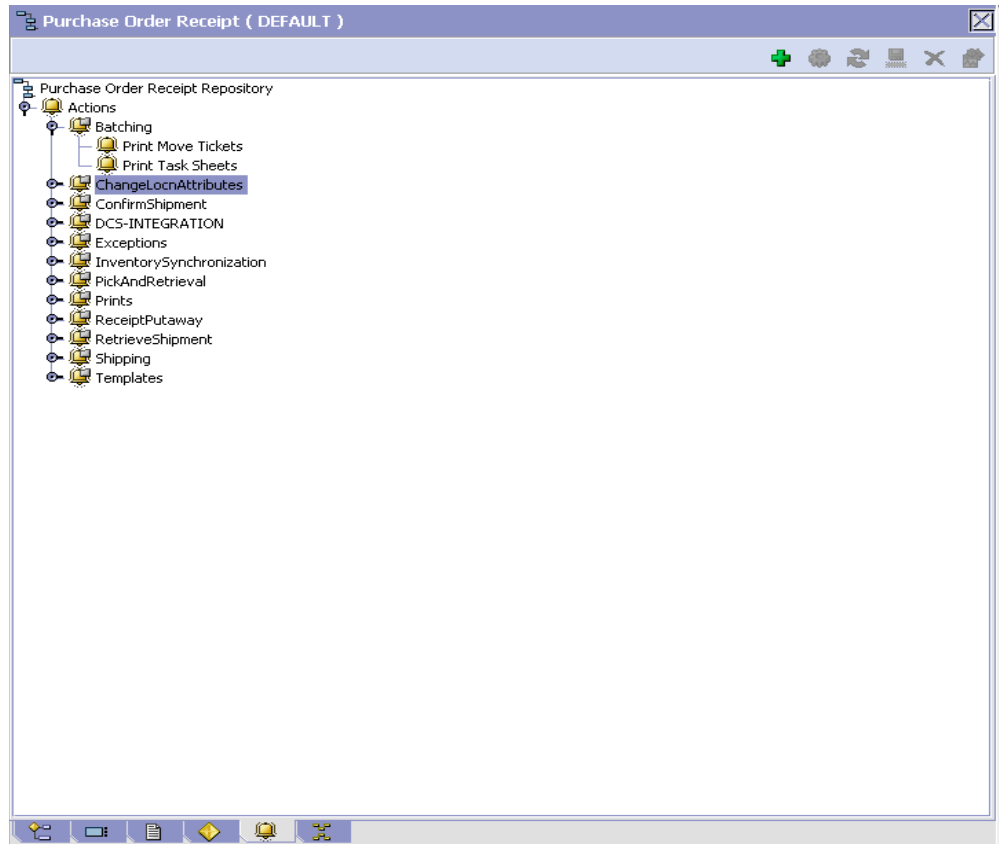 Purchase Order Receipt ( DEFAULT )
Purchase Order Receipt Repository
Actions
Batching
Print Move Tickets
Print Task Sheets
ChangeLocnAttributes
ConfirmShipment
DCS-INTEGRATION
Exceptions
InventorySynchronization
PickAndRetrieval
Prints
ReceiptPutaway
RetrieveShipment
Shipping
Templates